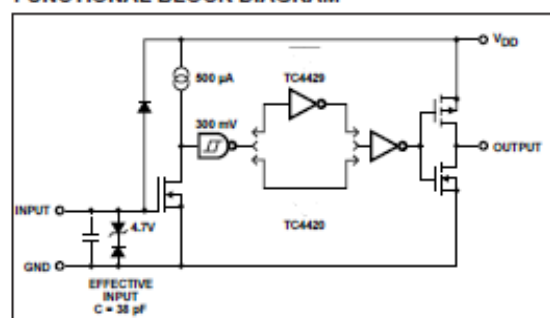 FUNCTIONAL BLOCK DIAGRAM
VDD
500 µA
TC4429
300 mV
OUTPUT
INPUT
4.7V
TC4420
GND
EFFECTIVE
INPUT
C = 38 pF